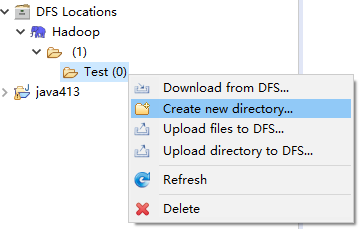 DFS Locations
Hadoop
(1)
Test (0)
java413
Download from DFS...
Create new directory...
Upload files to DFS...
Upload directory to DFS...
Refresh
Delete